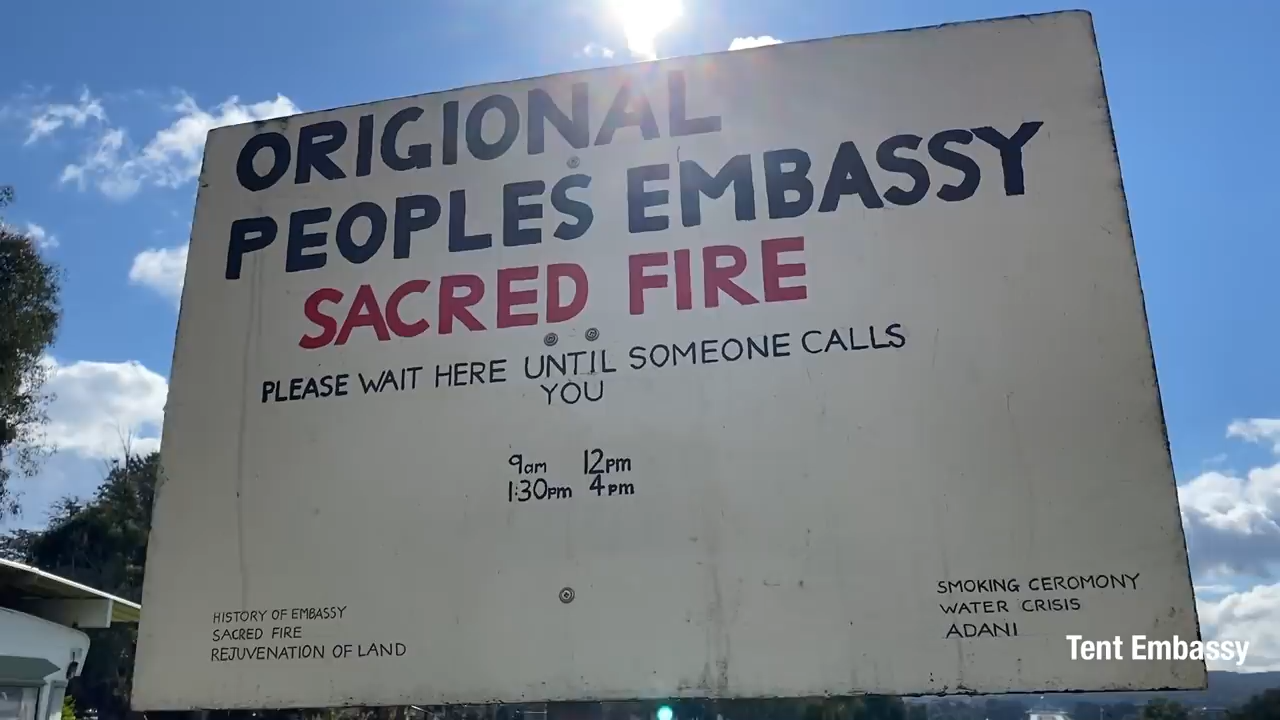 ORIGIONAL
PEOPLES EMBASSY
SACRED FIRE
PLEASE WAIT HERE UNTIL SOMEONE CALLS
YOU
9am 12pm
1:30pm 4pm
HISTORY OF EMBASSY
SACRED FIRE
REJUVENATION OF LAND
SMOKING CEROMONY
WATER CRISIS
ADANI
Tent Embassy